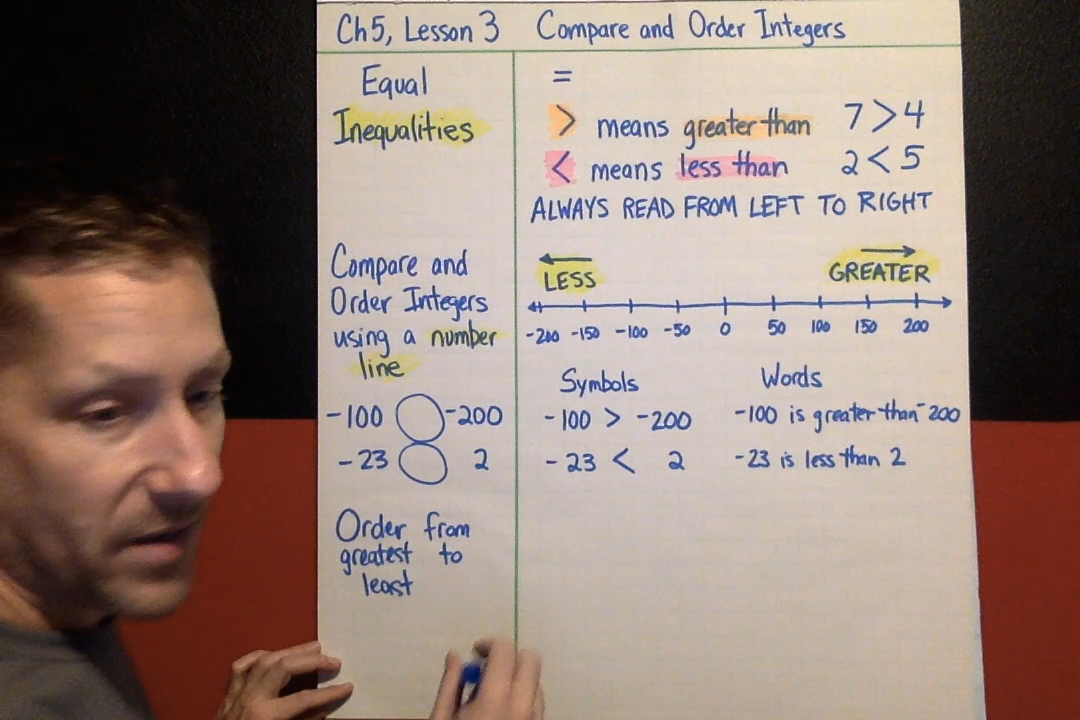 Ch 5, Lesson 3 Compare and Order Integers
Equal =
Inequalities > means greater than 7 > 4
< means less than 2 < 5
ALWAYS READ FROM LEFT TO RIGHT
Compare and
Order Integers
using a number
line
LESS GREATER
-200 -150 -100 -50 0 50 100 150 200
Symbols Words
-100 -200 -100 > -200 -100 is greater than -200
-23 2 -23 < 2 -23 is less than 2
Order from
greatest to
least